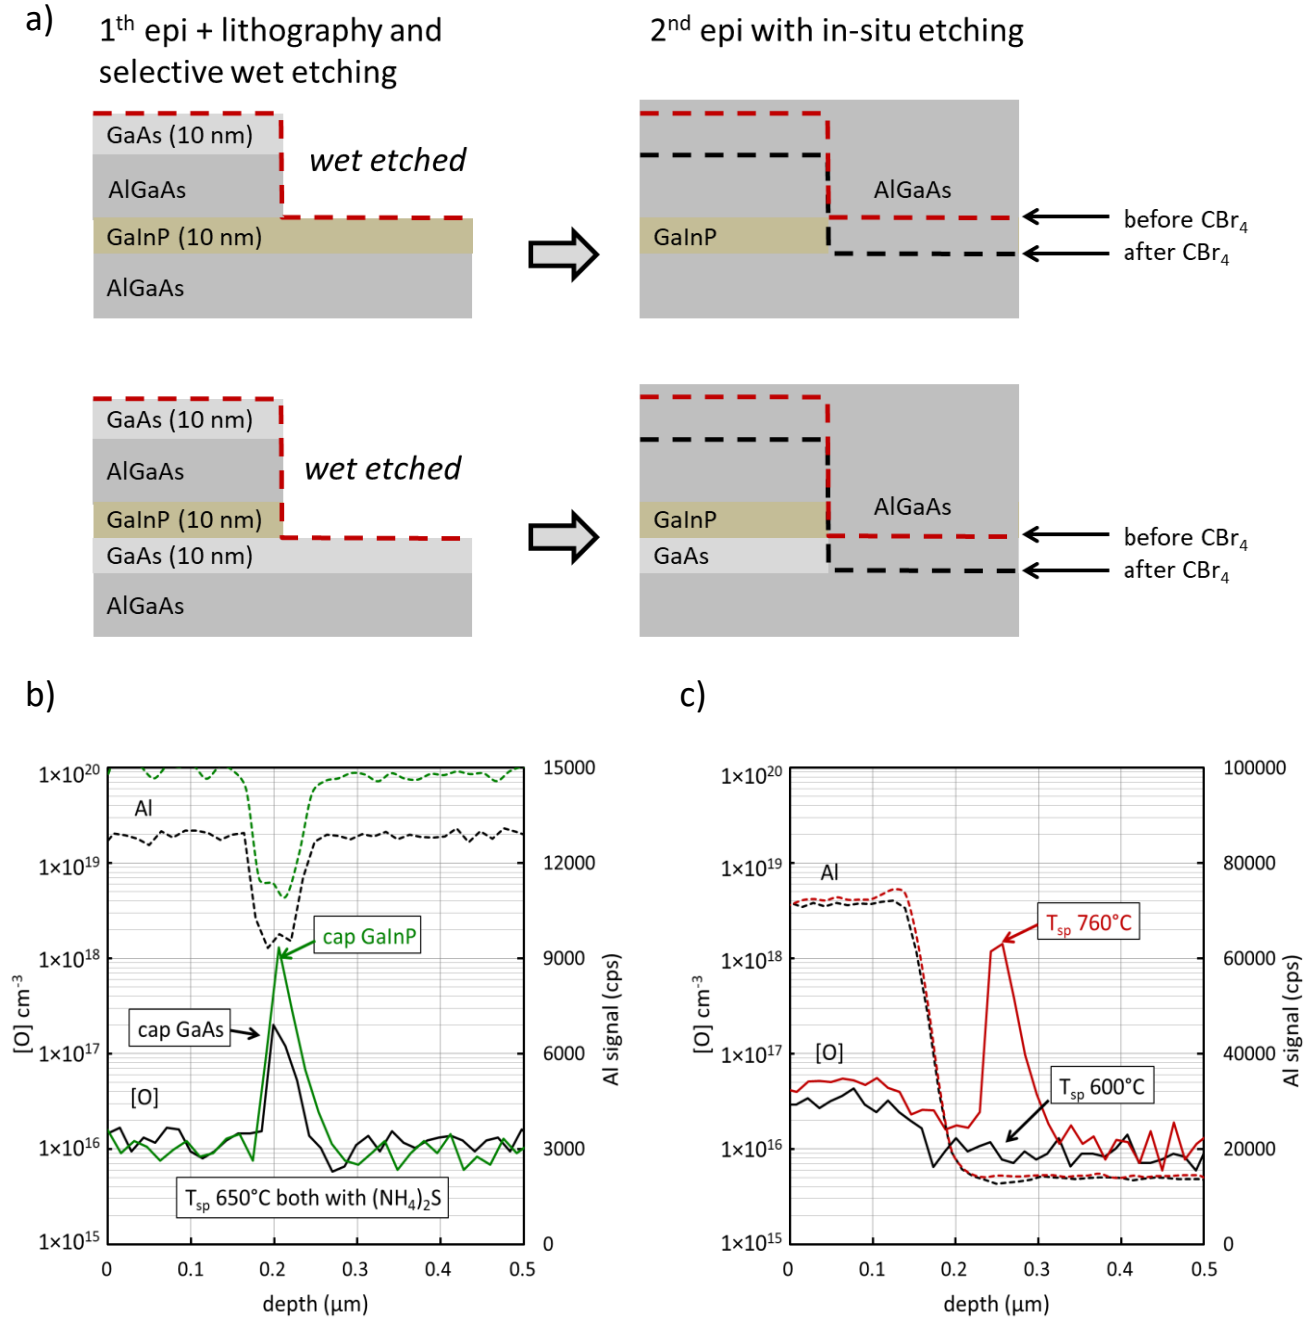 a)
1th epi + lithography and
selective wet etching
2nd epi with in-situ etching
GaAs (10 nm)
AlGaAs
GaInP (10 nm)
AlGaAs
wet etched
GaInP
AlGaAs
before CBr4
after CBr4
GaAs (10 nm)
AlGaAs
GaInP (10 nm)
GaAs (10 nm)
AlGaAs
wet etched
GaInP
GaAs
AlGaAs
before CBr4
after CBr4
b)
1×10^20
1×10^19
1×10^18
1×10^17
1×10^16
1×10^15
[O] cm-3
Al
cap GaInP
cap GaAs
[O]
Tsp 650°C both with (NH4)2S
15000
12000
9000
6000
3000
0
Al signal (cps)
0 0.1 0.2 0.3 0.4 0.5
depth (μm)
c)
1×10^20
1×10^19
1×10^18
1×10^17
1×10^16
1×10^15
[O] cm-3
Al
Tsp 760°C
[O]
Tsp 600°C
100000
80000
60000
40000
20000
0
Al signal (cps)
0 0.1 0.2 0.3 0.4 0.5
depth (μm)